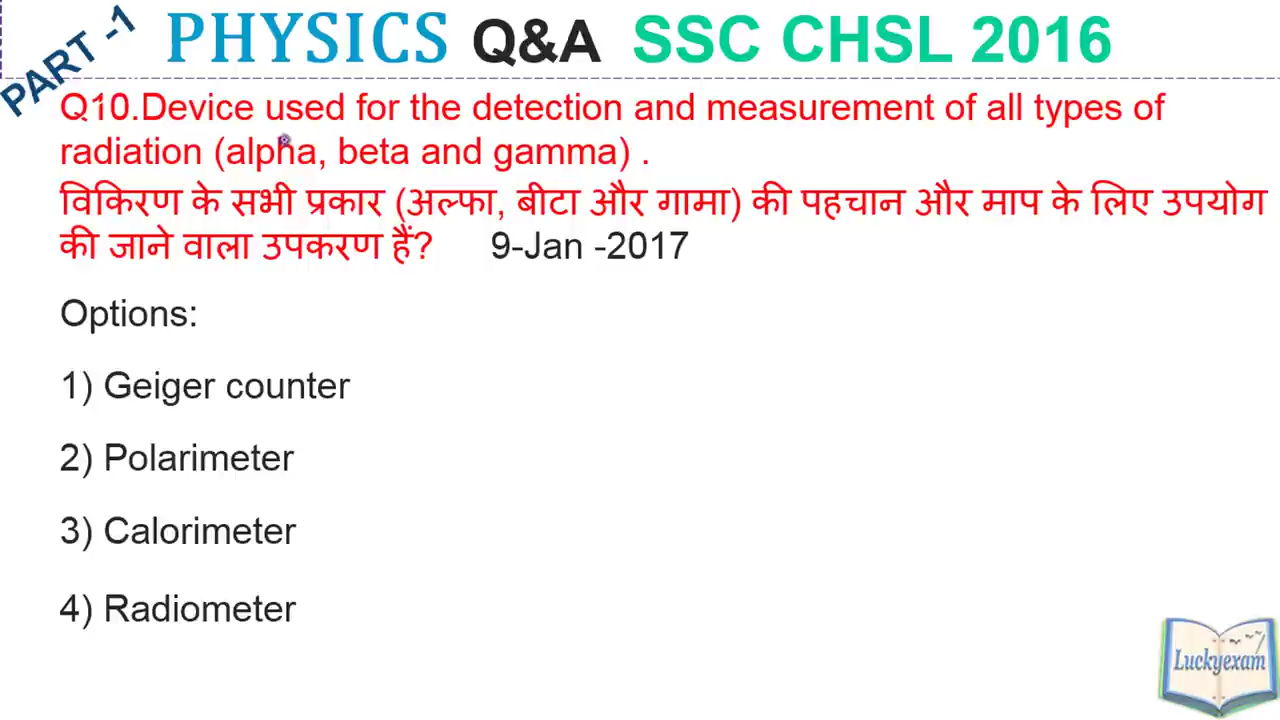 PART -1
PHYSICS Q&A SSC CHSL 2016
Q10.Device used for the detection and measurement of all types of
radiation (alpha, beta and gamma) .
विकिरण के सभी प्रकार (अल्फा, बीटा और गामा) की पहचान और माप के लिए उपयोग
की जाने वाला उपकरण हैं? 9-Jan -2017
Options:
1) Geiger counter
2) Polarimeter
3) Calorimeter
4) Radiometer
Luckyexam